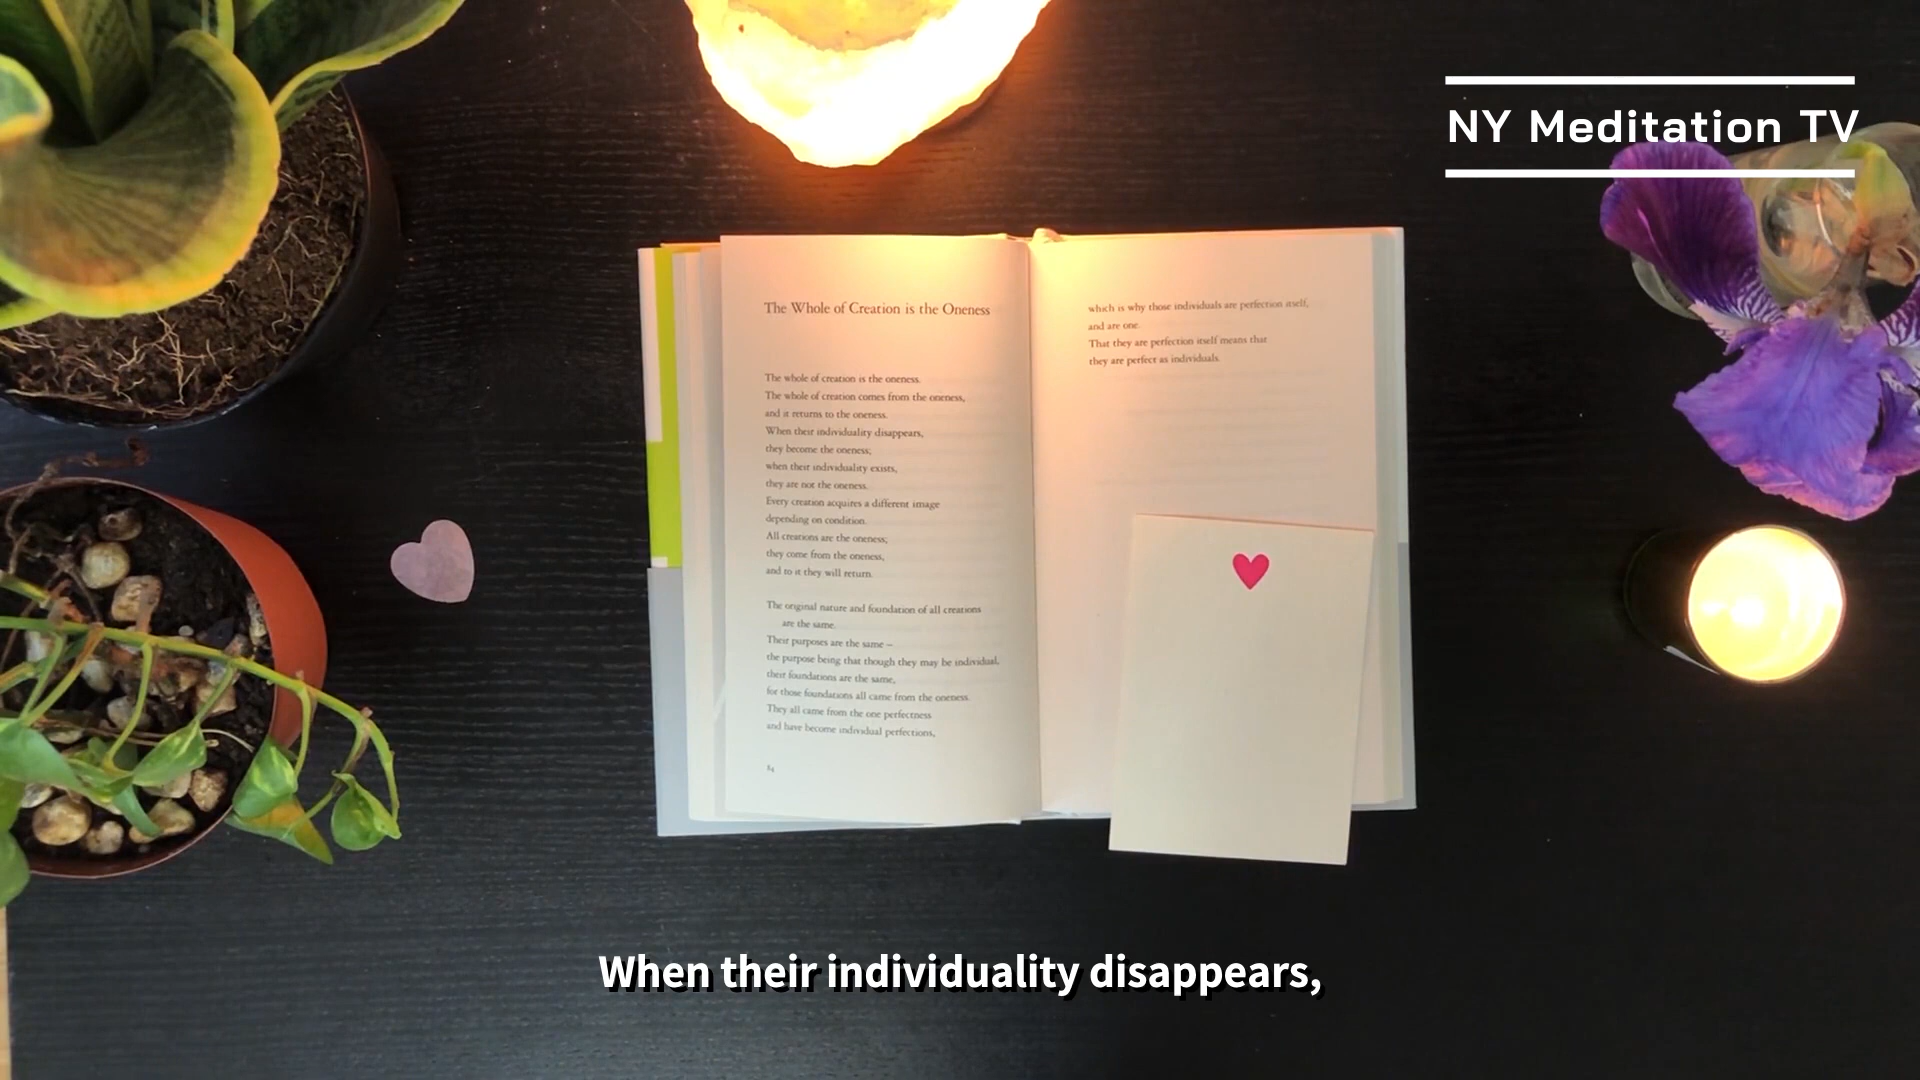 NY Meditation TV
The Whole of Creation is the Oneness
The whole of creation is the oneness.
The whole of creation comes from the oneness,
and it returns to the oneness.
When their individuality disappears,
they become the oneness;
when their individuality exists,
they are not the oneness.
Every creation acquires a different image
depending on condition.
All creations are the oneness;
they come from the oneness,
and to it they will return.
The original nature and foundation of all creations
are the same.
Their purposes are the same –
the purpose being that though they may be individual,
their foundations are the same,
for those foundations all came from the oneness.
They all came from the one perfectness
and have become individual perfections,
84
which is why those individuals are perfection itself,
and are one.
That they are perfection itself means that
they are perfect as individuals.
When their individuality disappears,